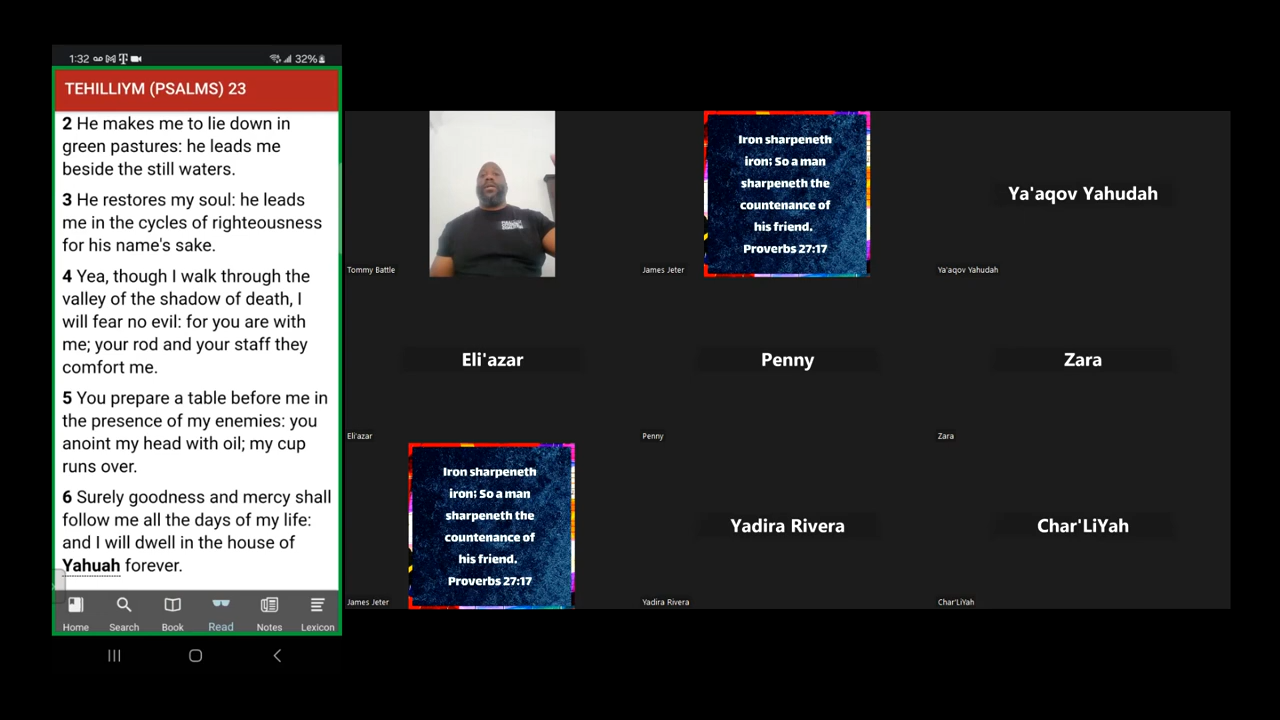 1:32
32%
TEHILLIYM (PSALMS) 23
2 He makes me to lie down in
green pastures: he leads me
beside the still waters.
3 He restores my soul: he leads
me in the cycles of righteousness
for his name's sake.
4 Yea, though I walk through the
valley of the shadow of death, I
will fear no evil: for you are with
me; your rod and your staff they
comfort me.
5 You prepare a table before me in
the presence of my enemies: you
anoint my head with oil; my cup
runs over.
6 Surely goodness and mercy shall
follow me all the days of my life:
and I will dwell in the house of
Yahuah forever.
Home Search Book Read Notes Lexicon
Tommy Battle
Iron sharpeneth
iron; So a man
sharpeneth the
countenance of
his friend.
Proverbs 27:17
James Jeter
Ya'aqov Yahudah
Ya'aqov Yahudah
Eli'azar
Eli'azar
Penny
Penny
Zara
Zara
Iron sharpeneth
iron; So a man
sharpeneth the
countenance of
his friend.
Proverbs 27:17
James Jeter
Yadira Rivera
Yadira Rivera
Char'LiYah
Char'LiYah